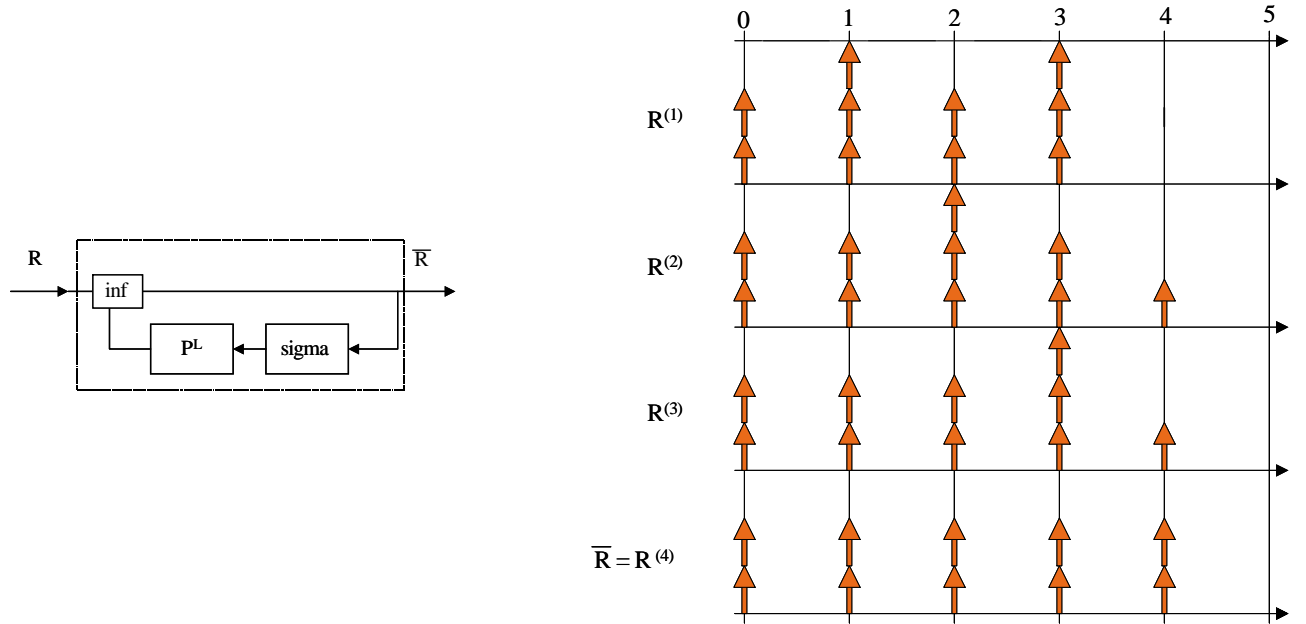 R
R̅
inf
Pᴸ
sigma
0 1 2 3 4 5
R⁽¹⁾
R⁽²⁾
R⁽³⁾
R̅ = R⁽⁴⁾